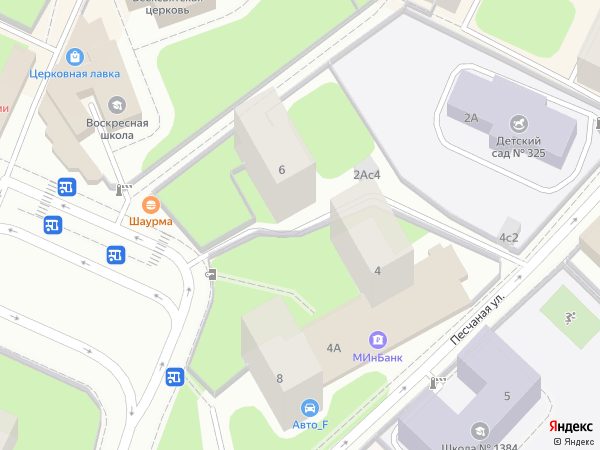 церковь
Церковная лавка
Воскресная
школа
2А
Детский
сад № 325
6
2Ас4
Шаурма
4с2
4
Песчаная ул.
4А
МИнБанк
8
5
Авто_F
Школа № 1384
Яндекс